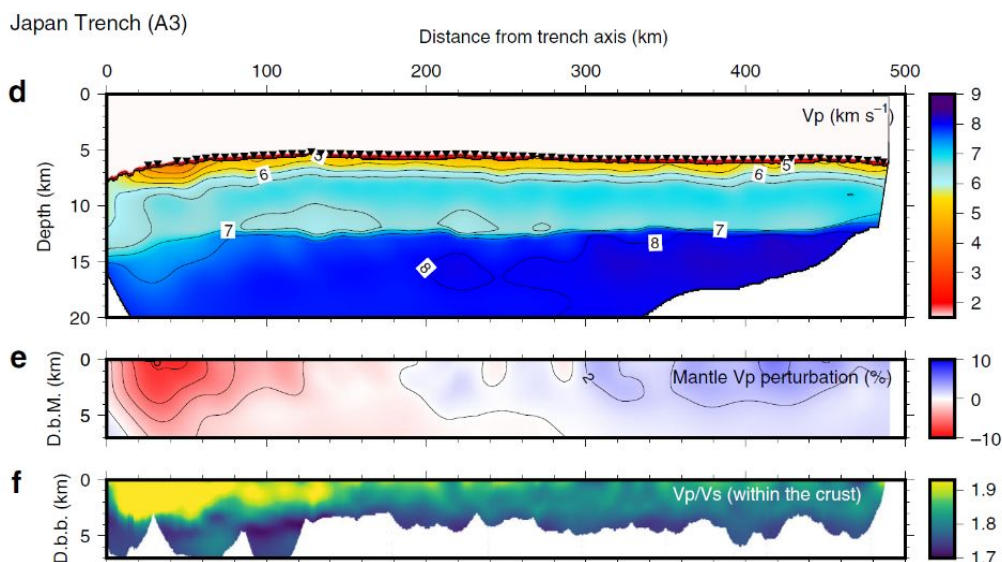 Japan Trench (A3)
Distance from trench axis (km)
0 100 200 300 400 500
d
Vp (km s⁻¹)
Depth (km)
0
5
10
15
20
5
6
6
5
7
7
8
8
9
8
7
6
5
4
3
2
e
Mantle Vp perturbation (%)
D.b.M. (km)
0
5
2
10
0
−10
f
Vp/Vs (within the crust)
D.b.b. (km)
0
5
1.9
1.8
1.7